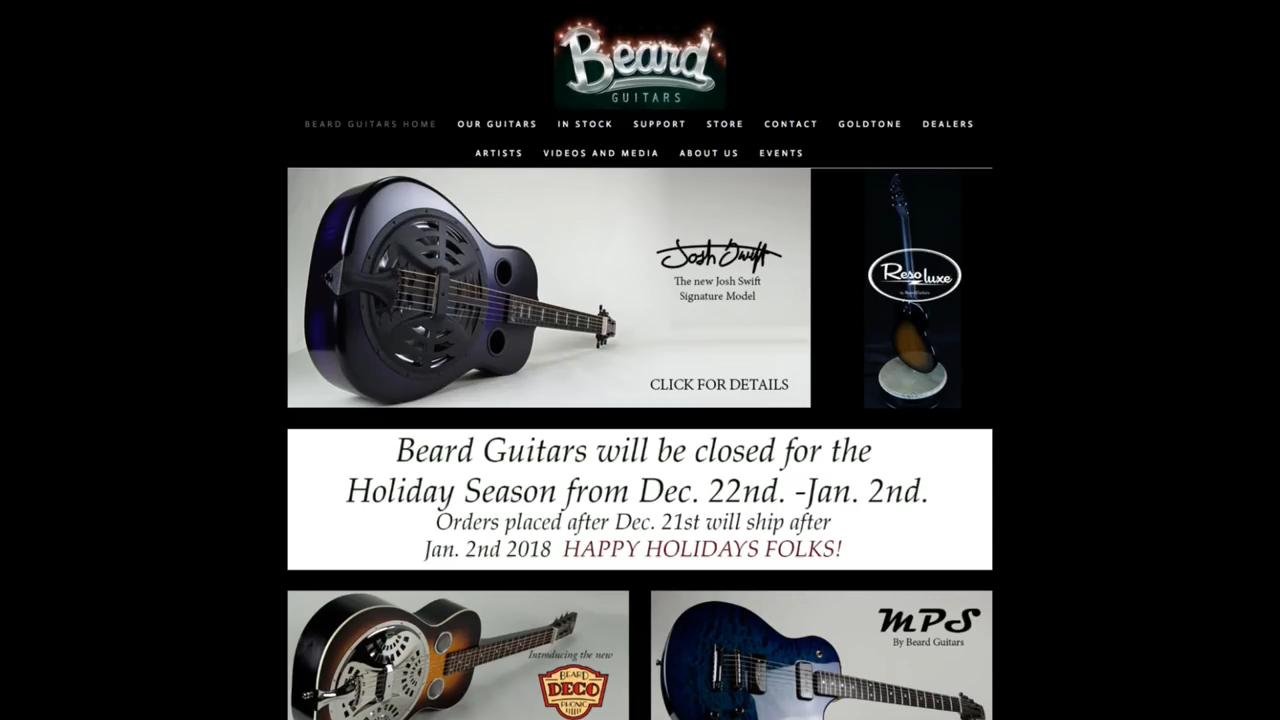 Beard
GUITARS
BEARD GUITARS HOME OUR GUITARS IN STOCK SUPPORT STORE CONTACT GOLDTONE DEALERS
ARTISTS VIDEOS AND MEDIA ABOUT US EVENTS
Josh Swift
The new Josh Swift
Signature Model
CLICK FOR DETAILS
Reso luxe
by Beard Guitars
Beard Guitars will be closed for the
Holiday Season from Dec. 22nd. -Jan. 2nd.
Orders placed after Dec. 21st will ship after
Jan. 2nd 2018 HAPPY HOLIDAYS FOLKS!
Introducing the new
BEARD
DECO
PHONIC
MPS
By Beard Guitars